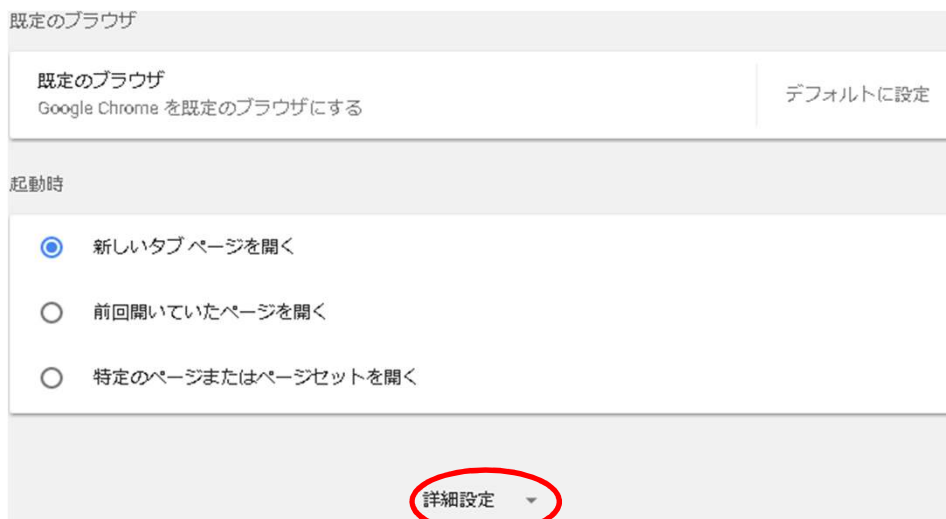 既定のブラウザ
既定のブラウザ
Google Chrome を既定のブラウザにする
デフォルトに設定
起動時
新しいタブ ページを開く
前回開いていたページを開く
特定のページまたはページセットを開く
詳細設定